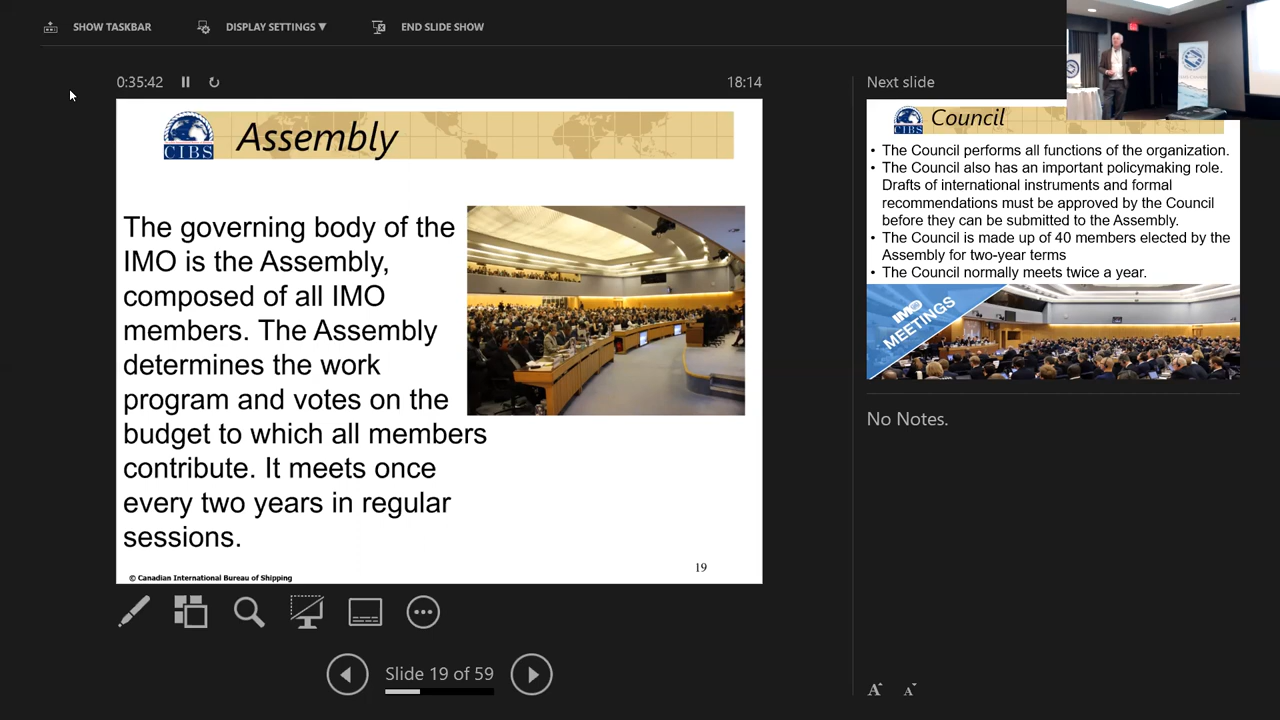 SHOW TASKBAR
DISPLAY SETTINGS ▼
END SLIDE SHOW
0:35:42
18:14
CIBS
Assembly
The governing body of the
IMO is the Assembly,
composed of all IMO
members. The Assembly
determines the work
program and votes on the
budget to which all members
contribute. It meets once
every two years in regular
sessions.
© Canadian International Bureau of Shipping
19
Slide 19 of 59
Next slide
CIBS
Council
• The Council performs all functions of the organization.
• The Council also has an important policymaking role.
Drafts of international instruments and formal
recommendations must be approved by the Council
before they can be submitted to the Assembly.
• The Council is made up of 40 members elected by the
Assembly for two-year terms
• The Council normally meets twice a year.
IMO
MEETINGS
No Notes.
A
A